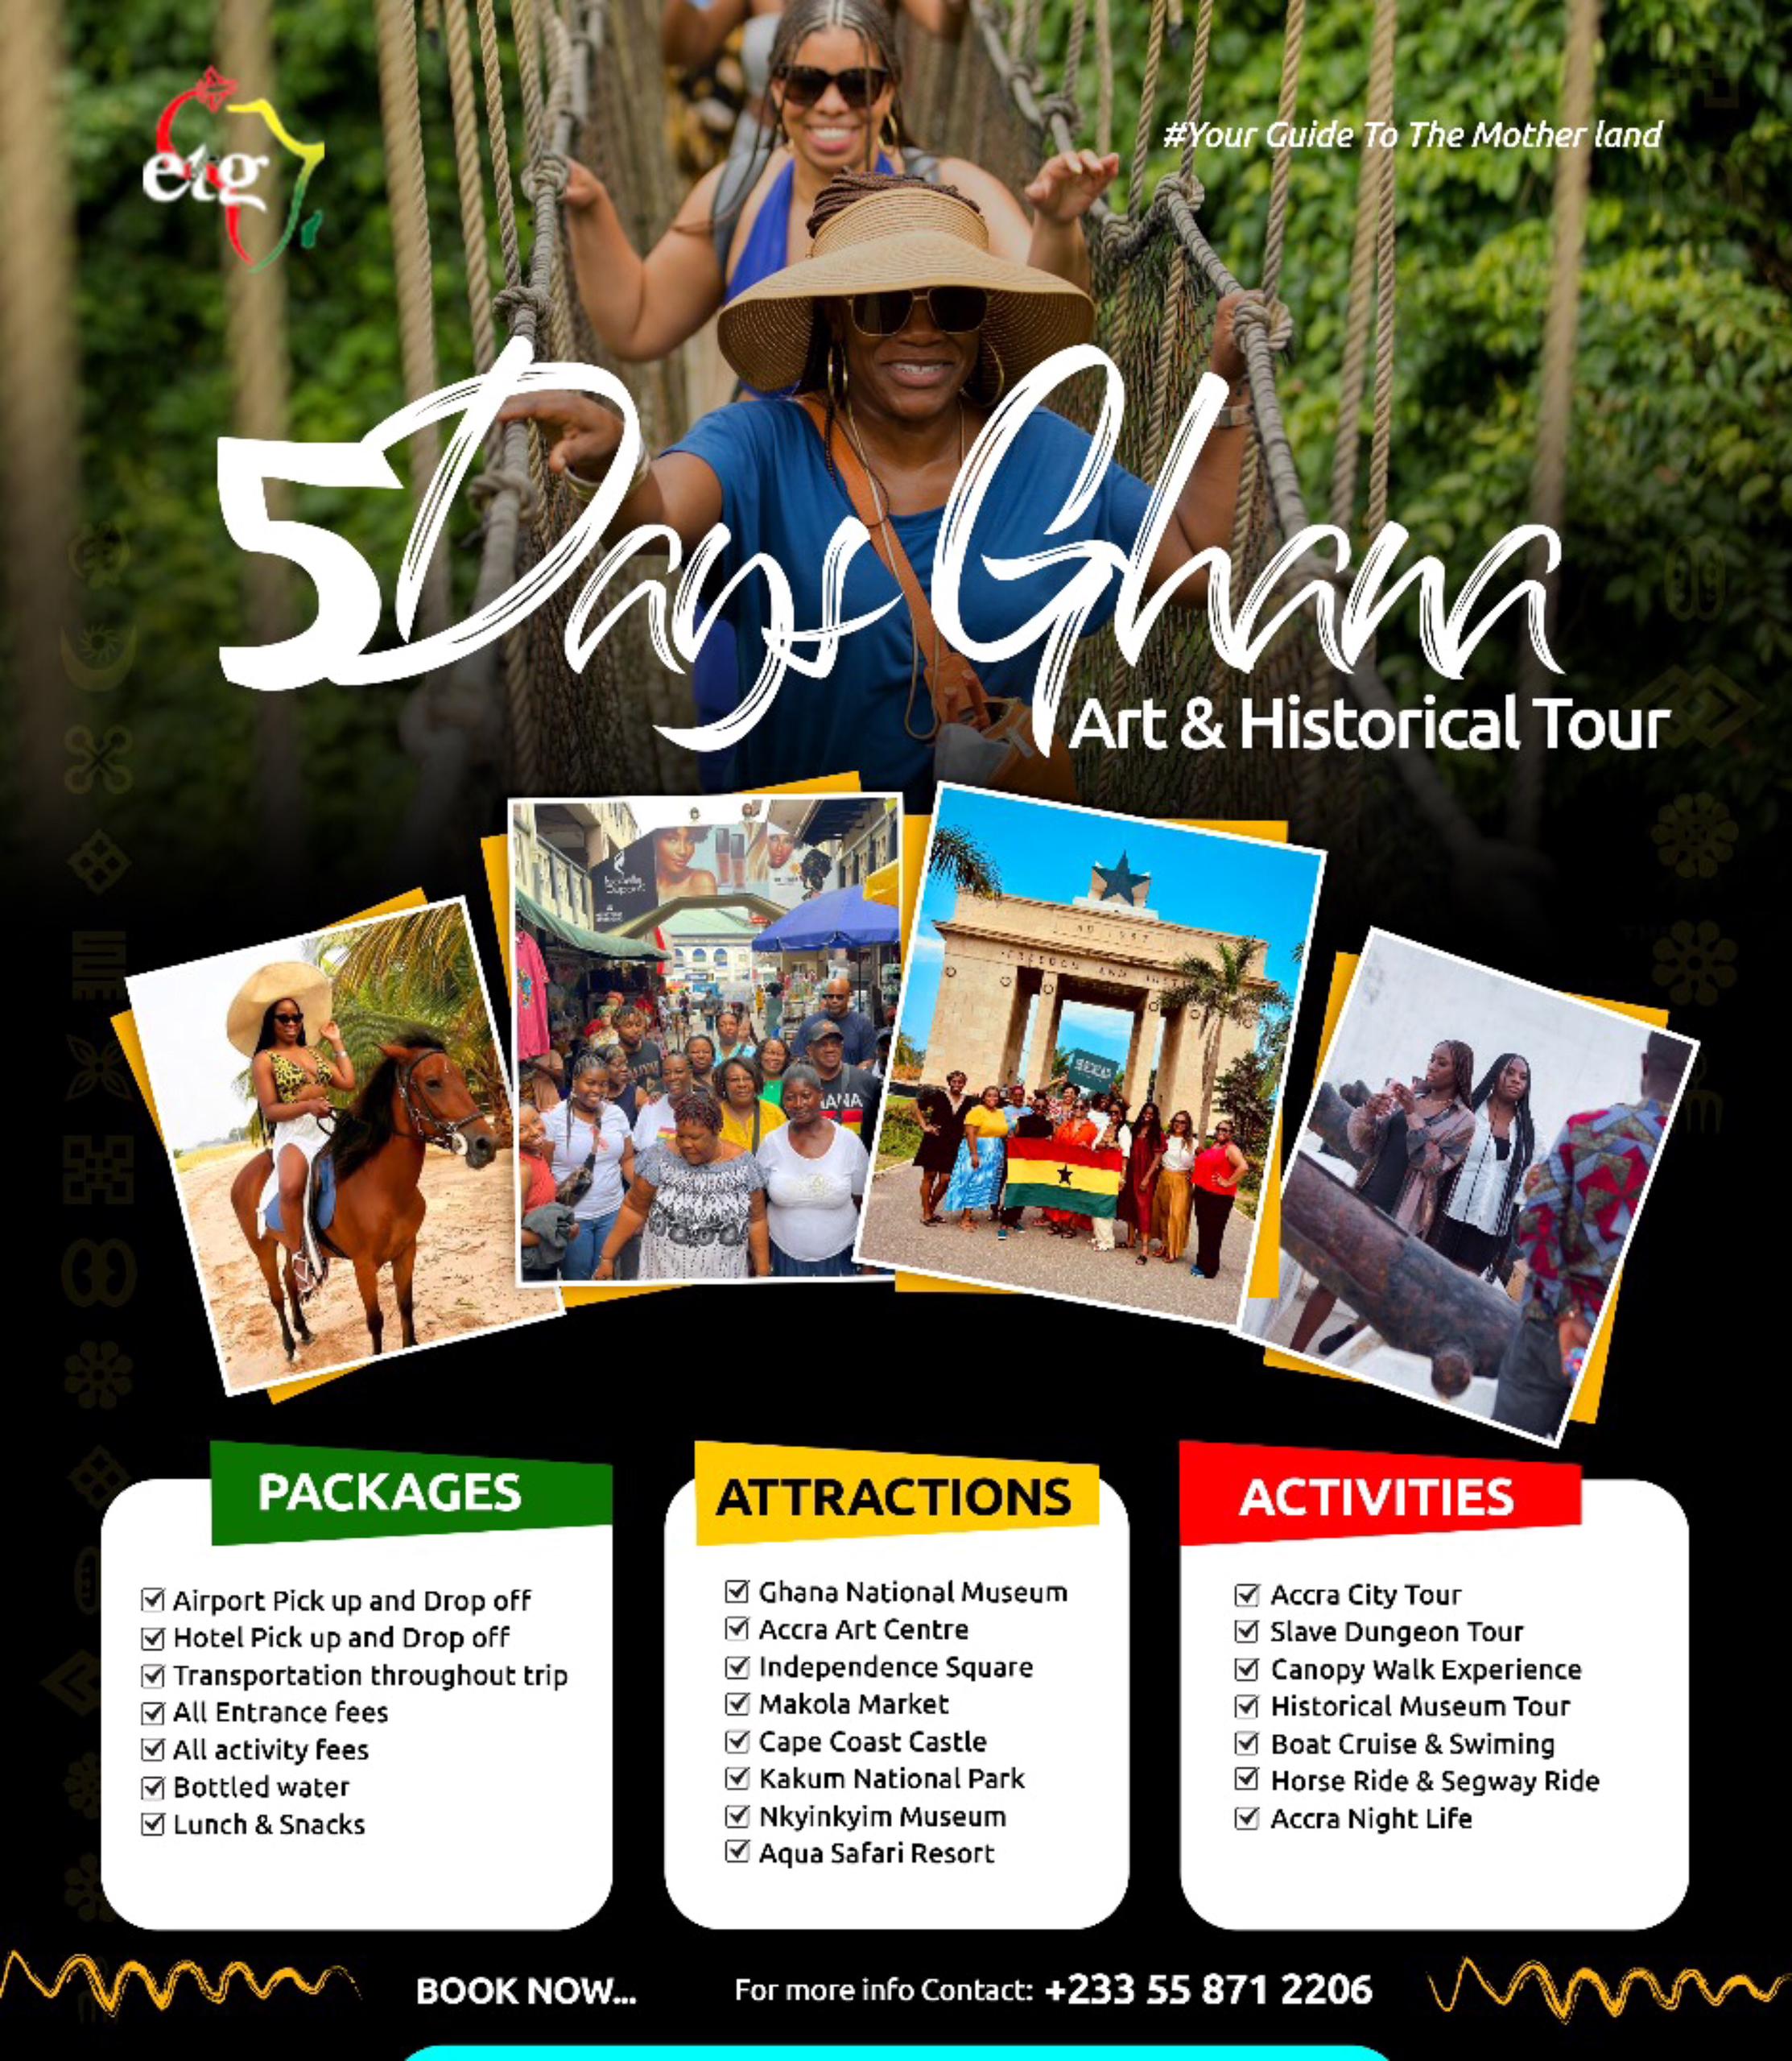 etg
#Your Guide To The Mother land
5 Days Ghana
Art & Historical Tour
GHANA
PACKAGES
Airport Pick up and Drop off
Hotel Pick up and Drop off
Transportation throughout trip
All Entrance fees
All activity fees
Bottled water
Lunch & Snacks
ATTRACTIONS
Ghana National Museum
Accra Art Centre
Independence Square
Makola Market
Cape Coast Castle
Kakum National Park
Nkyinkyim Museum
Aqua Safari Resort
ACTIVITIES
Accra City Tour
Slave Dungeon Tour
Canopy Walk Experience
Historical Museum Tour
Boat Cruise & Swiming
Horse Ride & Segway Ride
Accra Night Life
BOOK NOW...
For more info Contact: +233 55 871 2206